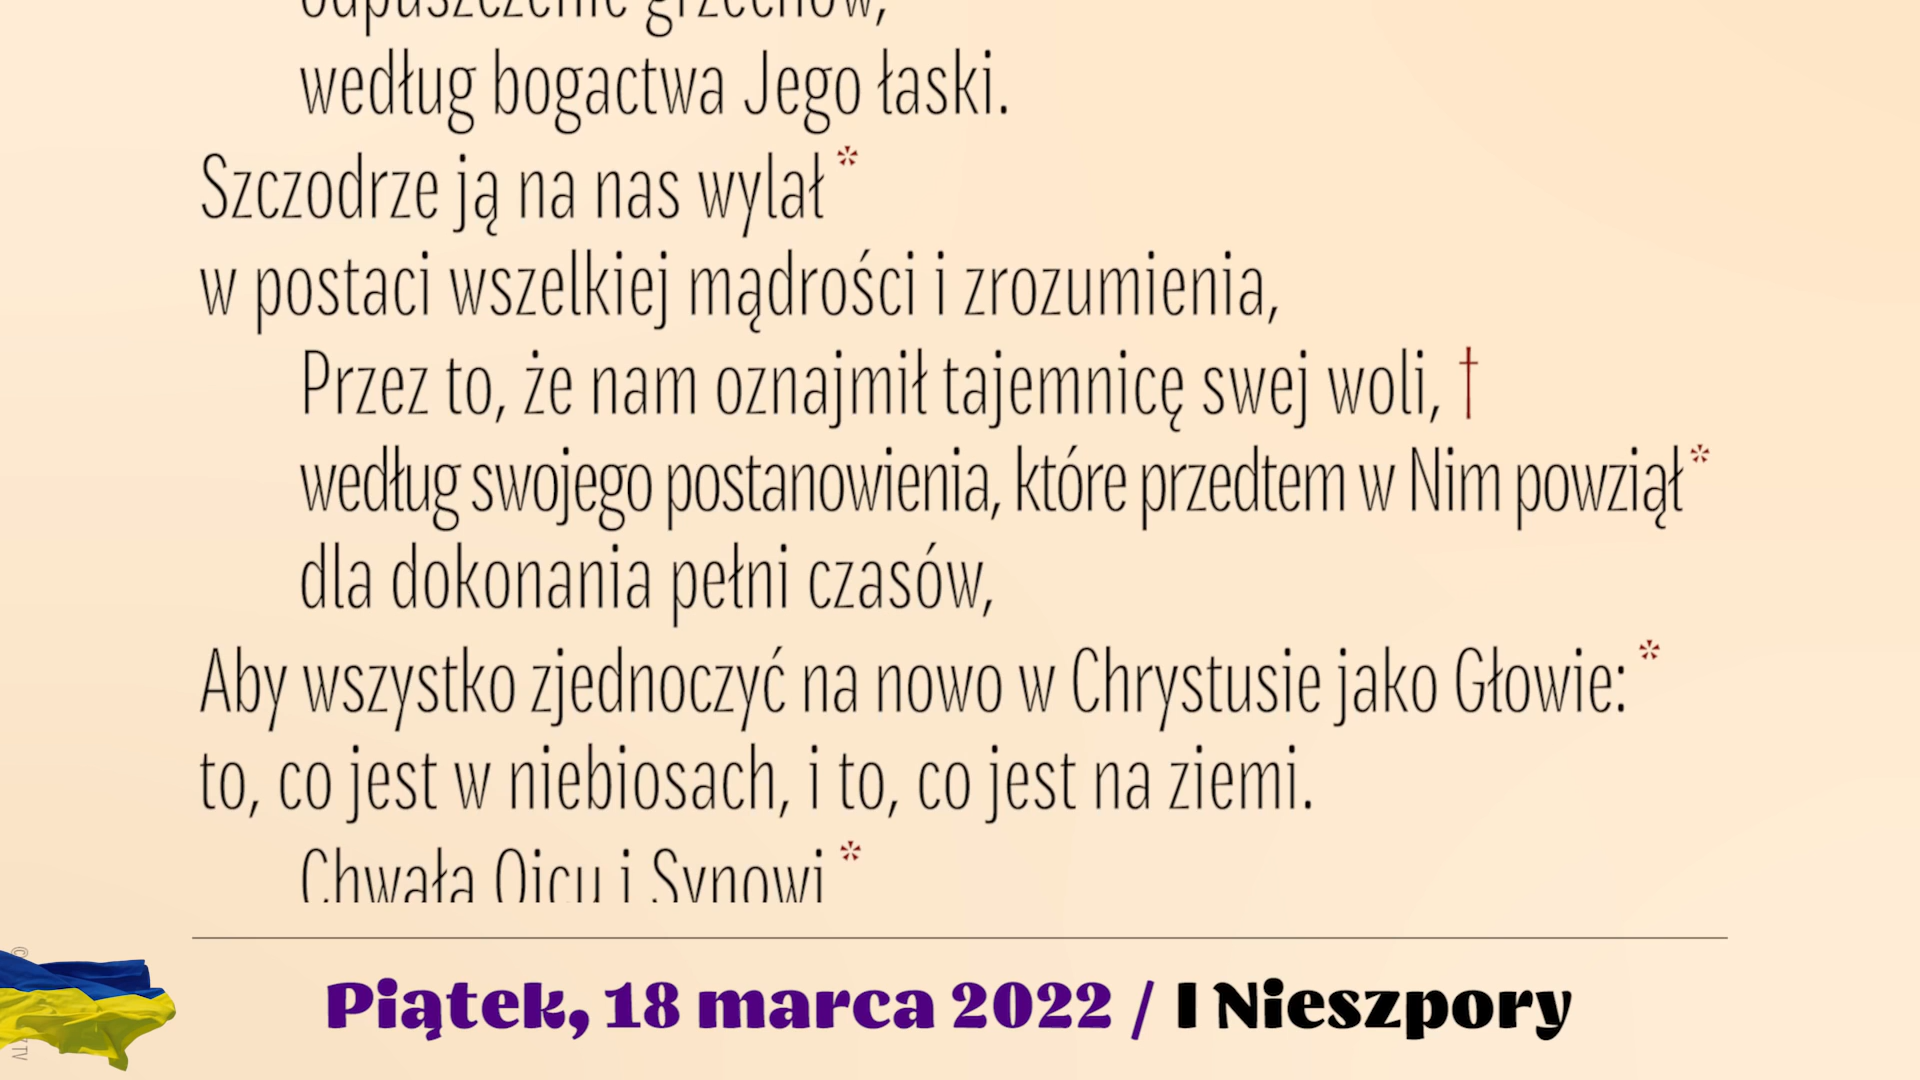 odpuszczenie grzechów,
według bogactwa Jego łaski.
Szczodrze ją na nas wylał *
w postaci wszelkiej mądrości i zrozumienia,
Przez to, że nam oznajmił tajemnicę swej woli, †
według swojego postanowienia, które przedtem w Nim powziął *
dla dokonania pełni czasów,
Aby wszystko zjednoczyć na nowo w Chrystusie jako Głowie: *
to, co jest w niebiosach, i to, co jest na ziemi.
Chwała Ojcu i Synowi *
Piątek, 18 marca 2022 / I Nieszpory